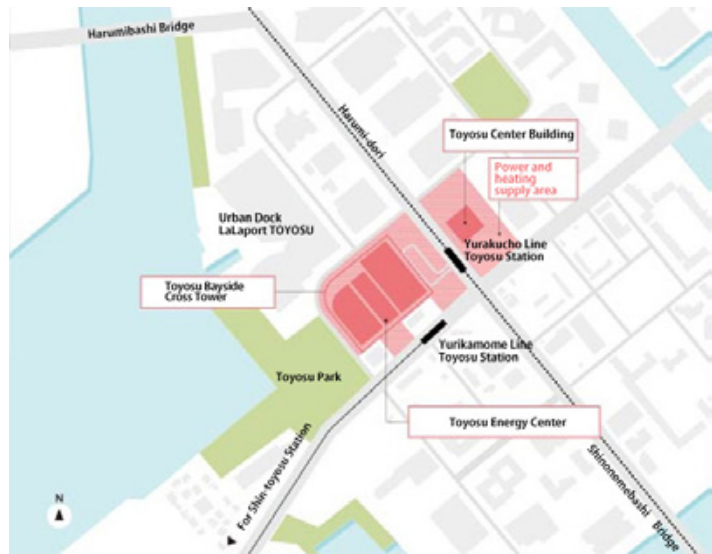 Harumibashi Bridge
Harumi-dori
Toyosu Center Building
Power and
heating
supply area
Urban Dock
LaLaport TOYOSU
Yurakucho Line
Toyosu Station
Toyosu Bayside
Cross Tower
Yurikamome Line
Toyosu Station
Toyosu Park
Toyosu Energy Center
For Shin-toyosu Station
Shinonomebashi Bridge
N